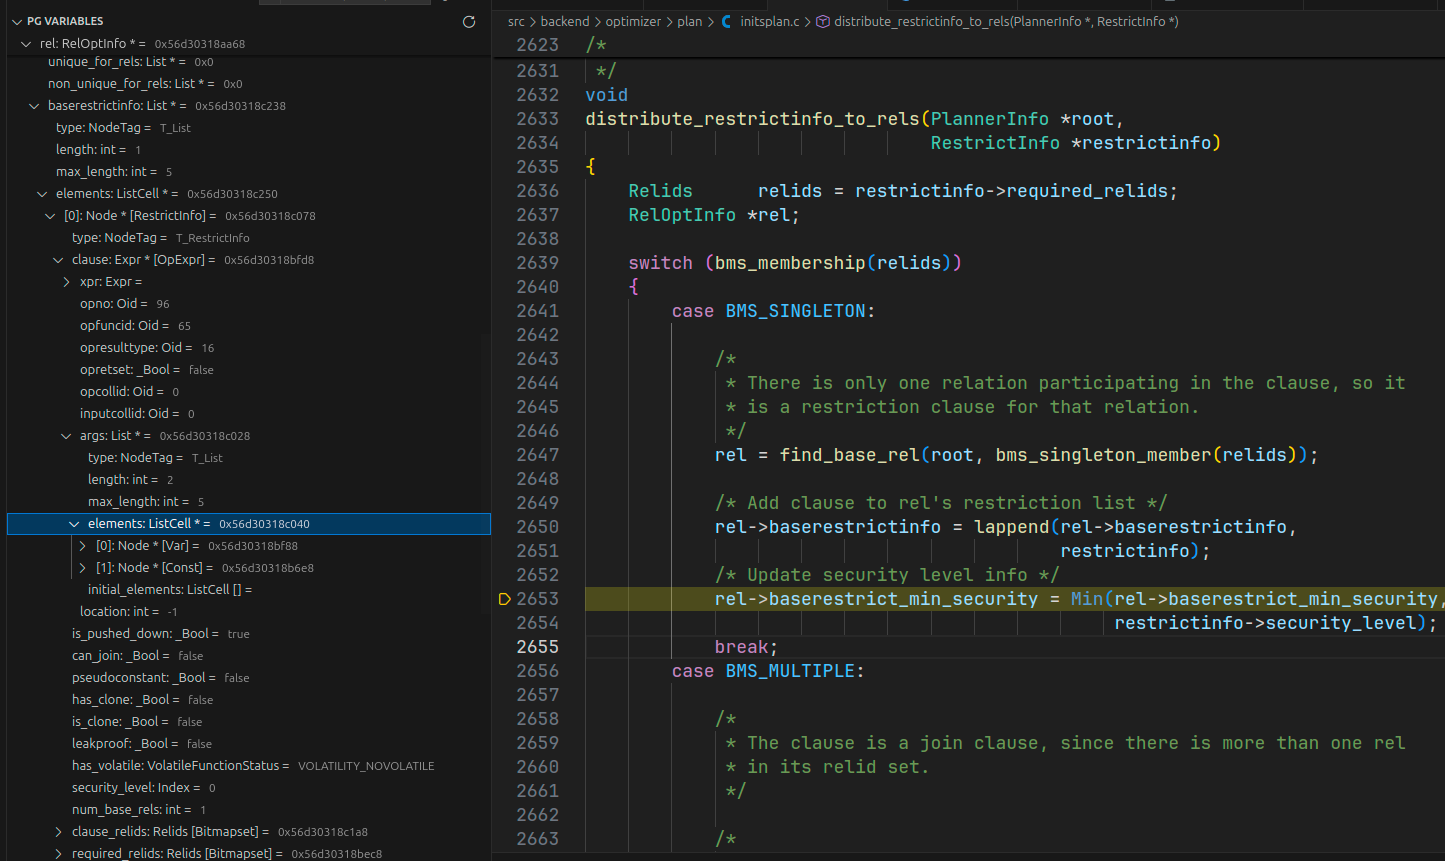 PG VARIABLES
rel: RelOptInfo * = 0x56d30318aa68
unique_for_rels: List * = 0x0
non_unique_for_rels: List * = 0x0
baserestrictinfo: List * = 0x56d30318c238
type: NodeTag = T_List
length: int = 1
max_length: int = 5
elements: ListCell * = 0x56d30318c250
[0]: Node * [RestrictInfo] = 0x56d30318c078
type: NodeTag = T_RestrictInfo
clause: Expr * [OpExpr] = 0x56d30318bfd8
xpr: Expr =
opno: Oid = 96
opfuncid: Oid = 65
opresulttype: Oid = 16
opretset: _Bool = false
opcollid: Oid = 0
inputcollid: Oid = 0
args: List * = 0x56d30318c028
type: NodeTag = T_List
length: int = 2
max_length: int = 5
elements: ListCell * = 0x56d30318c040
[0]: Node * [Var] = 0x56d30318bf88
[1]: Node * [Const] = 0x56d30318b6e8
initial_elements: ListCell [] =
location: int = -1
is_pushed_down: _Bool = true
can_join: _Bool = false
pseudoconstant: _Bool = false
has_clone: _Bool = false
is_clone: _Bool = false
leakproof: _Bool = false
has_volatile: VolatileFunctionStatus = VOLATILITY_NOVOLATILE
security_level: Index = 0
num_base_rels: int = 1
clause_relids: Relids [Bitmapset] = 0x56d30318c1a8
required_relids: Relids [Bitmapset] = 0x56d30318bec8
src > backend > optimizer > plan > C initsplan.c > distribute_restrictinfo_to_rels(PlannerInfo *, RestrictInfo *)
2623 /*
2631 */
2632 void
2633 distribute_restrictinfo_to_rels(PlannerInfo *root,
2634 RestrictInfo *restrictinfo)
2635 {
2636 Relids relids = restrictinfo->required_relids;
2637 RelOptInfo *rel;
2638
2639 switch (bms_membership(relids))
2640 {
2641 case BMS_SINGLETON:
2642
2643 /*
2644 * There is only one relation participating in the clause, so it
2645 * is a restriction clause for that relation.
2646 */
2647 rel = find_base_rel(root, bms_singleton_member(relids));
2648
2649 /* Add clause to rel's restriction list */
2650 rel->baserestrictinfo = lappend(rel->baserestrictinfo,
2651 restrictinfo);
2652 /* Update security level info */
2653 rel->baserestrict_min_security = Min(rel->baserestrict_min_security,
2654 restrictinfo->security_level);
2655 break;
2656 case BMS_MULTIPLE:
2657
2658 /*
2659 * The clause is a join clause, since there is more than one rel
2660 * in its relid set.
2661 */
2662
2663 /*